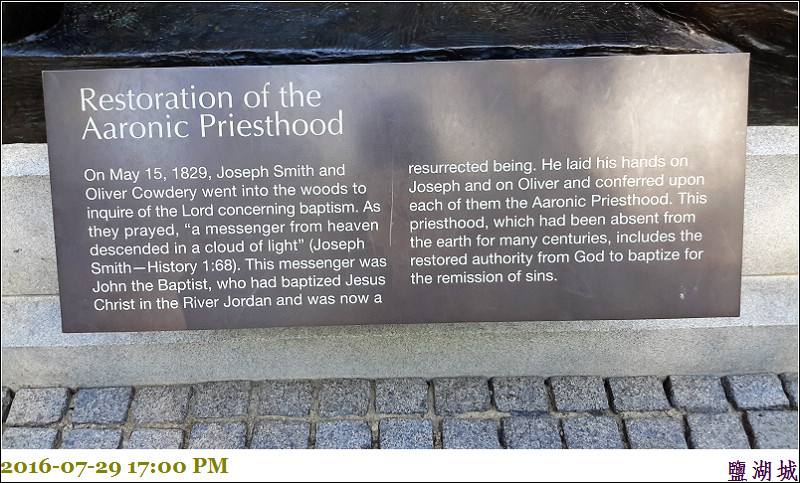 Restoration of the
Aaronic Priesthood
On May 15, 1829, Joseph Smith and
Oliver Cowdery went into the woods to
inquire of the Lord concerning baptism. As
they prayed, “a messenger from heaven
descended in a cloud of light” (Joseph
Smith—History 1:68). This messenger was
John the Baptist, who had baptized Jesus
Christ in the River Jordan and was now a
resurrected being. He laid his hands on
Joseph and on Oliver and conferred upon
each of them the Aaronic Priesthood. This
priesthood, which had been absent from
the earth for many centuries, includes the
restored authority from God to baptize for
the remission of sins.
2016-07-29 17:00 PM
鹽湖城